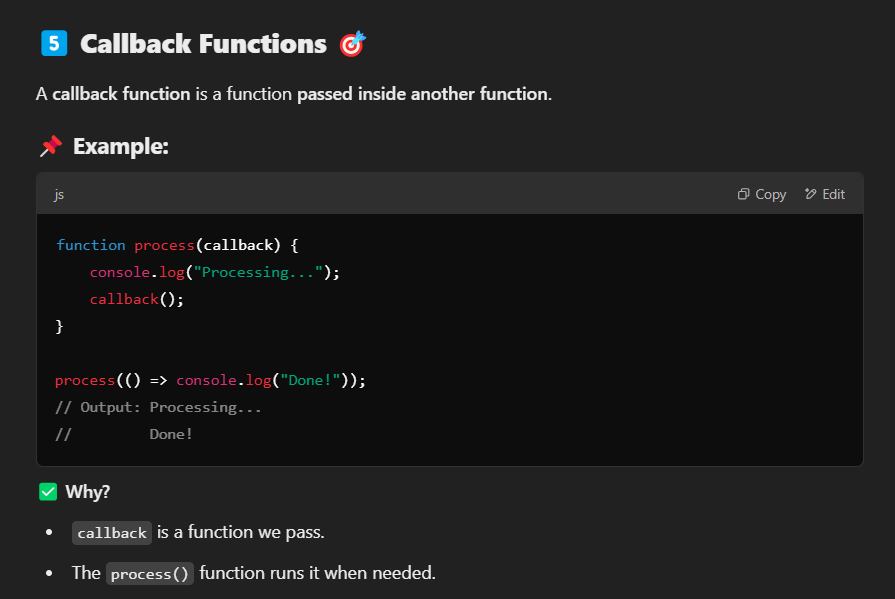 5 Callback Functions 🎯
A callback function is a function passed inside another function.
📌 Example:
js Copy Edit
function process(callback) {
    console.log("Processing...");
    callback();
}
process(() => console.log("Done!"));
// Output: Processing...
//         Done!
✅ Why?
• callback is a function we pass.
• The process() function runs it when needed.